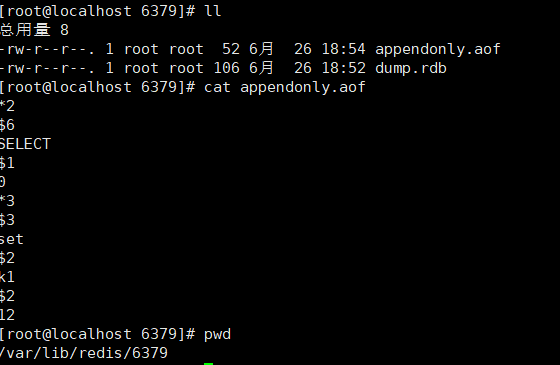 [root@localhost 6379]# ll
总用量 8
-rw-r--r--. 1 root root  52 6月  26 18:54 appendonly.aof
-rw-r--r--. 1 root root 106 6月  26 18:52 dump.rdb
[root@localhost 6379]# cat appendonly.aof
*2
$6
SELECT
$1
0
*3
$3
set
$2
k1
$2
12
[root@localhost 6379]# pwd
/var/lib/redis/6379